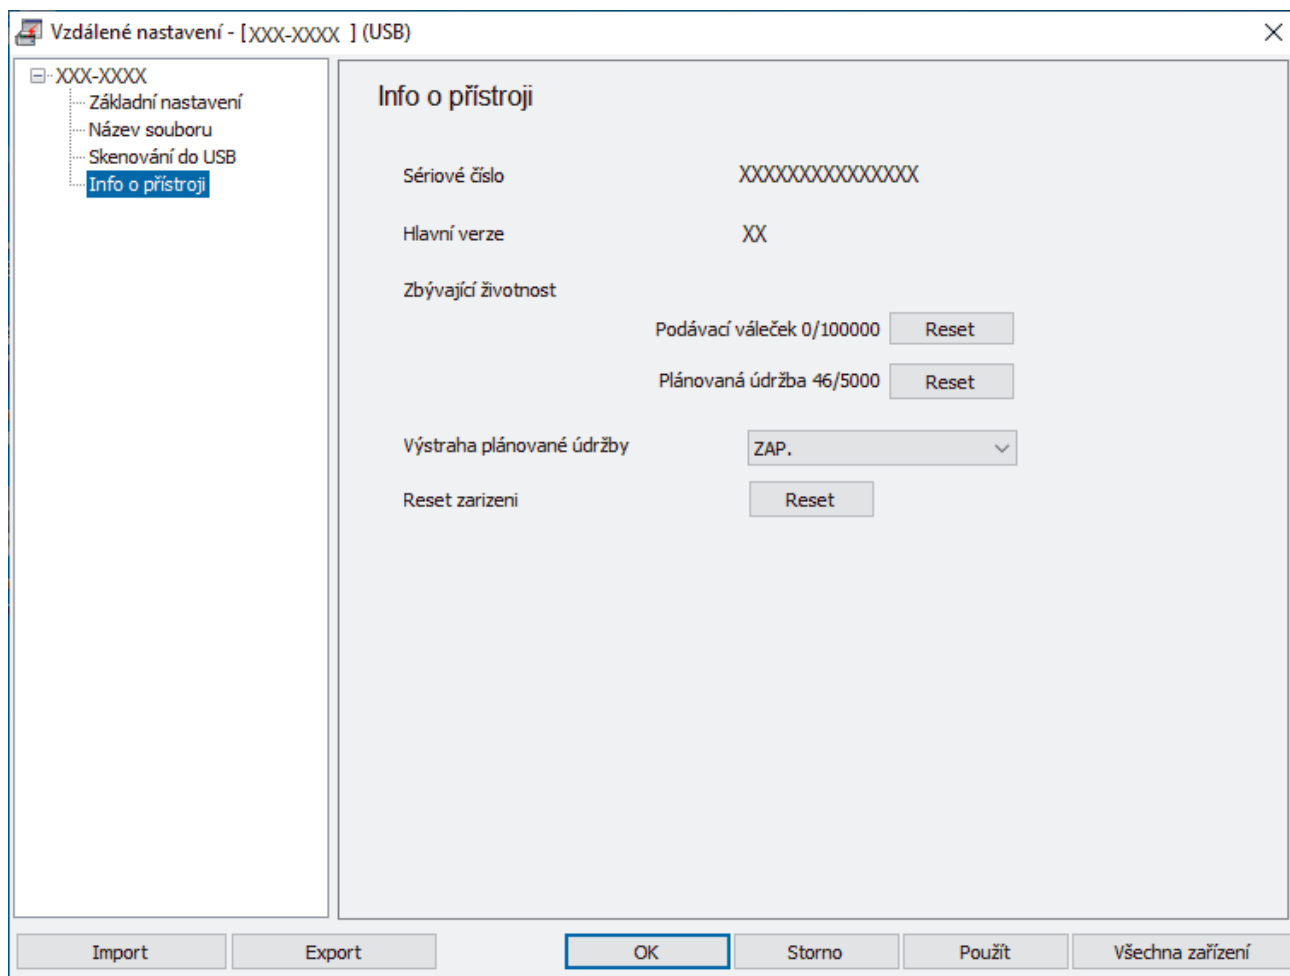 Vzdálené nastavení - [XXX-XXXX ] (USB)
XXX-XXXX
Základní nastavení
Název souboru
Skenování do USB
Info o přístroji
Info o přístroji
Sériové číslo XXXXXXXXXXXXXXX
Hlavní verze XX
Zbývající životnost
Podávací váleček 0/100000 Reset
Plánovaná údržba 46/5000 Reset
Výstraha plánované údržby ZAP.
Reset zarizeni Reset
Import Export OK Storno Použít Všechna zařízení